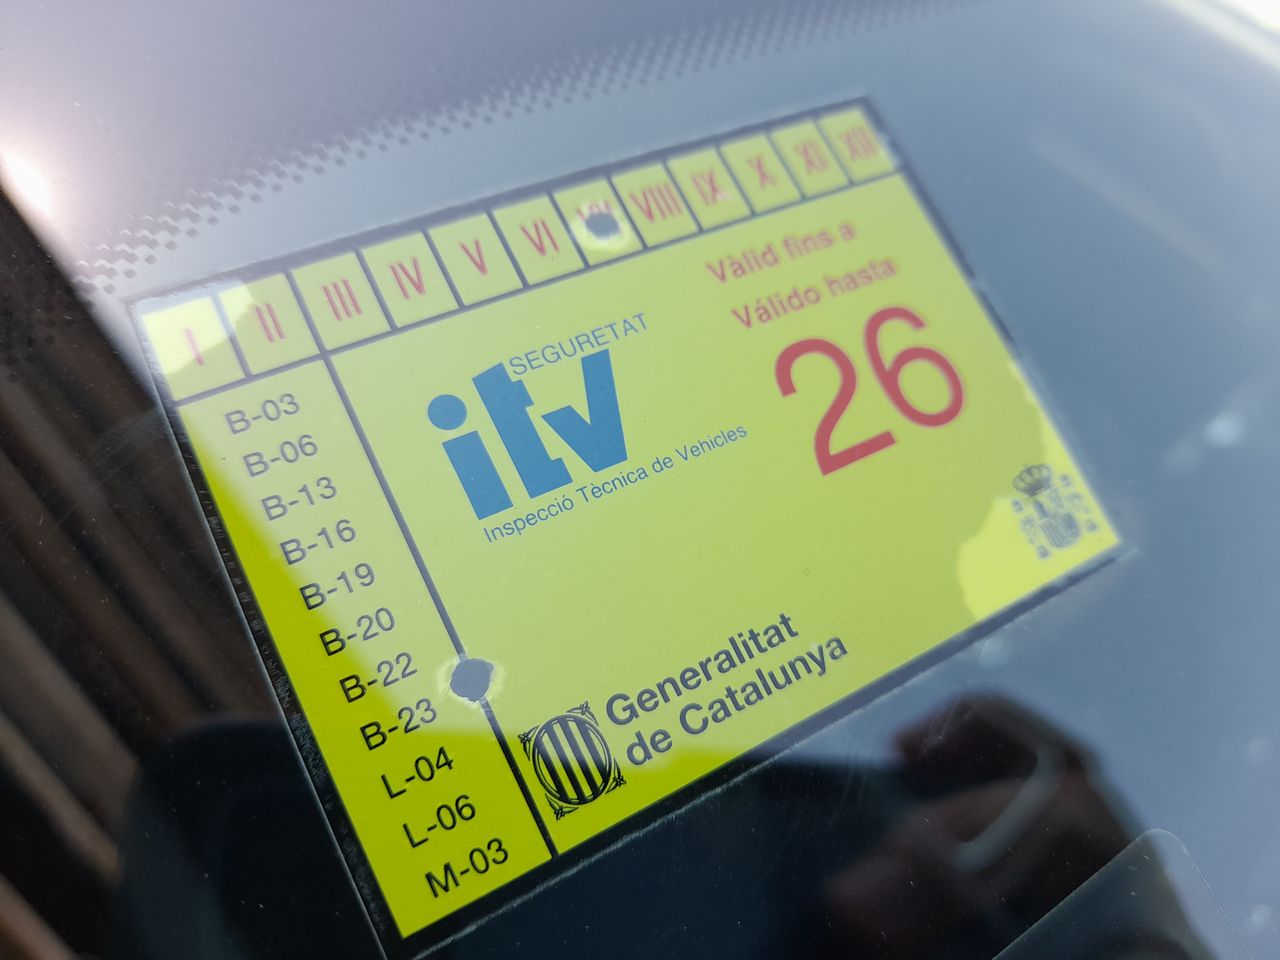 I II III IV V VI VII VIII IX X XI XII
Vàlid fins a
Válido hasta
26
SEGURETAT
itv
Inspecció Tècnica de Vehicles
B-03
B-06
B-13
B-16
B-19
B-20
B-22
B-23
L-04
L-06
M-03
Generalitat
de Catalunya